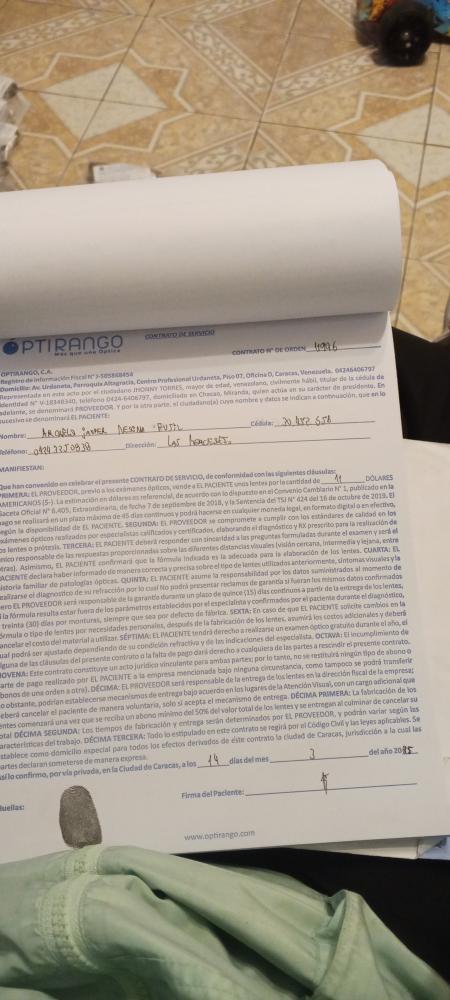 OPTIRANGO
Más que una Óptica
CONTRATO DE SERVICIO
CONTRATO N° DE ORDEN
OPTIRANGO, C.A.
Registro de Información Fiscal N° J-505868454
Domicilio: Av. Urdaneta, Parroquia Altagracia, Centro Profesional Urdaneta, Piso 07, Oficina D, Caracas, Venezuela. 04246406797
Representada en este acto por el ciudadano JHONNY TORRES, mayor de edad, venezolano, civilmente hábil, titular de la cédula de
identidad N° V-18348340, teléfono 0424-6406797, domiciliado en Chacao, Miranda, quien actúa en su carácter de presidente. En
adelante, se denominará PROVEEDOR. Y por la otra parte, el ciudadano(a) cuyo nombre y datos se indican a continuación, que en lo
sucesivo se denominará EL PACIENTE:
Nombre: Cédula:
Teléfono: Dirección: Las
MANIFIESTAN:
Que han convenido en celebrar el presente CONTRATO DE SERVICIO, de conformidad con las siguientes cláusulas:
PRIMERA: EL PROVEEDOR, previo a los exámenes ópticos, vende a EL PACIENTE unos lentes por la cantidad de 11 DÓLARES
AMERICANOS ($-). La estimación en dólares es referencial, de acuerdo con lo dispuesto en el Convenio Cambiario N° 1, publicado en la
Gaceta Oficial N° 6.405, Extraordinaria, de fecha 7 de septiembre de 2018, y la Sentencia del TSJ N° 424 del 16 de octubre de 2019. El
pago se realizará en un plazo máximo de 45 días continuos y podrá hacerse en cualquier moneda legal, en formato digital o en efectivo,
según la disponibilidad de EL PACIENTE. SEGUNDA: EL PROVEEDOR se compromete a cumplir con los estándares de calidad en los
exámenes ópticos realizados por especialistas calificados y certificados, elaborando el diagnóstico y RX prescrito para la realización de
los lentes o prótesis. TERCERA: EL PACIENTE deberá responder con sinceridad a las preguntas formuladas durante el examen y será el
único responsable de las respuestas proporcionadas sobre las diferentes distancias visuales (visión cercana, intermedia y lejana, entre
otras). Asimismo, EL PACIENTE confirmará que la fórmula indicada es la adecuada para la elaboración de los lentes. CUARTA: EL
PACIENTE declara haber informado de manera correcta y precisa sobre el tipo de lentes utilizados anteriormente, síntomas visuales y la
historia familiar de patologías ópticas. QUINTA: EL PACIENTE asume la responsabilidad por los datos suministrados al momento de
realizarse el diagnóstico de su refracción por lo cual no podrá presentar reclamos de garantía si fueran los mismos datos confirmados
pero EL PROVEEDOR será responsable de la garantía durante un plazo de quince (15) días continuos a partir de la entrega de los lentes,
si la fórmula resulta estar fuera de los parámetros establecidos por el especialista y confirmados por el paciente durante el diagnóstico,
y treinta (30) días por monturas, siempre que sea por defecto de fábrica. SEXTA: En caso de que EL PACIENTE solicite cambios en la
fórmula o tipo de lentes por necesidades personales, después de la fabricación de los lentes, asumirá los costos adicionales y deberá
cancelar el costo del material a utilizar. SÉPTIMA: EL PACIENTE tendrá derecho a realizarse un examen óptico gratuito durante el año, el
cual podrá ser ajustado dependiendo de su condición refractiva y de las indicaciones del especialista. OCTAVA: El incumplimiento de
alguna de las cláusulas del presente contrato o la falta de pago dará derecho a cualquiera de las partes a rescindir el presente contrato.
NOVENA: Este contrato constituye un acto jurídico vinculante para ambas partes; por lo tanto, no se restituirá ningún tipo de abono o
parte de pago realizado por EL PACIENTE a la empresa mencionada bajo ninguna circunstancia, como tampoco se podrá transferir
(abonos de una orden a otra). DÉCIMA: EL PROVEEDOR será responsable de la entrega de los lentes en la dirección fiscal de la empresa;
no obstante, podrían establecerse mecanismos de entrega bajo acuerdo en los lugares de la Atención Visual, con un cargo adicional que
deberá cancelar el paciente de manera voluntaria, solo si acepta el mecanismo de entrega. DÉCIMA PRIMERA: La fabricación de los
lentes comenzará una vez que se reciba un abono mínimo del 50% del valor total de los lentes y se entregan al culminar de cancelar su
total DÉCIMA SEGUNDA: Los tiempos de fabricación y entrega serán determinados por EL PROVEEDOR, y podrán variar según las
características del trabajo. DÉCIMA TERCERA: Todo lo estipulado en este contrato se regirá por el Código Civil y las leyes aplicables. Se
establece como domicilio especial para todos los efectos derivados de este contrato la ciudad de Caracas, jurisdicción a la cual las
partes declaran someterse de manera expresa.
Así lo confirmo, por vía privada, en la Ciudad de Caracas, a los 14 días del mes 3 del año 20
Huellas:
Firma del Paciente:
www.optirango.com